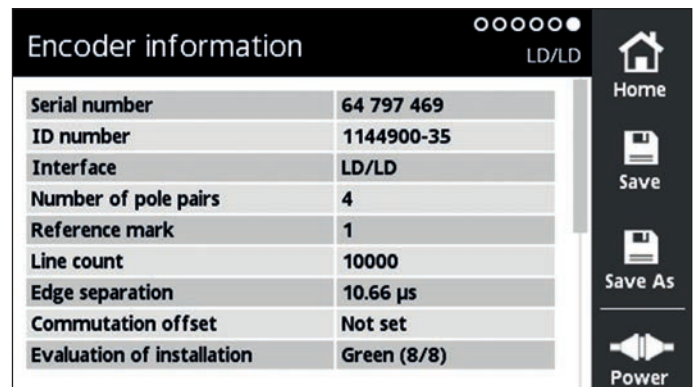 Encoder information
LD/LD
Serial number 64 797 469
ID number 1144900-35
Interface LD/LD
Number of pole pairs 4
Reference mark 1
Line count 10000
Edge separation 10.66 µs
Commutation offset Not set
Evaluation of installation Green (8/8)
Home
Save
Save As
Power